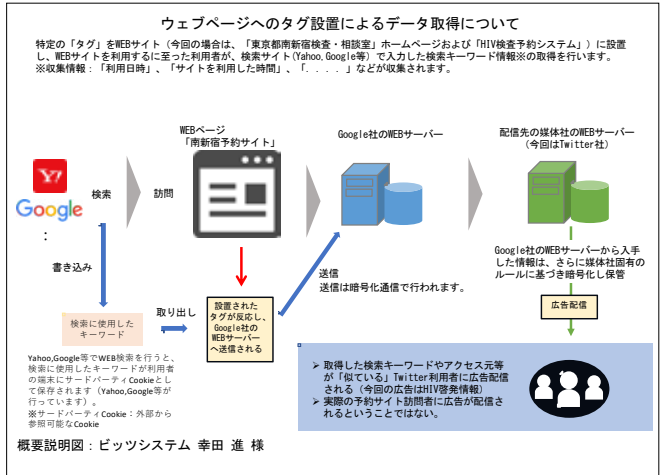 ウェブページへのタグ設置によるデータ取得について
特定の「タグ」をWEBサイト(今回の場合は、「東京都南新宿検査・相談室」ホームページおよび「HIV検査予約システム」)に設置
し、WEBサイトを利用するに至った利用者が、検索サイト(Yahoo,Google等)で入力した検索キーワード情報※の取得を行います。
※収集情報:「利用日時」、「サイトを利用した時間」、「. . . . 」などが収集されます。
WEBページ
「南新宿予約サイト」
Google社のWEBサーバー
配信先の媒体社のWEBサーバー
(今回はTwitter社)
Y!
Google
:
検索
訪問
書き込み
検索に使用した
キーワード
取り出し
設置された
タグが反応し、
Google社の
WEBサーバー
へ送信される
送信
送信は暗号化通信で行われます。
Google社のWEBサーバーから入手
した情報は、さらに媒体社固有の
ルールに基づき暗号化し保管
広告配信
Yahoo,Google等でWEB検索を行うと、
検索に使用したキーワードが利用者
の端末にサードパーティCookieとし
て保存されます(Yahoo,Google等が
行っています)。
※サードパーティCookie:外部から
参照可能なCookie
➢ 取得した検索キーワードやアクセス元等
が「似ている」Twitter利用者に広告配信
される(今回の広告はHIV啓発情報)
➢ 実際の予約サイト訪問者に広告が配信さ
れるということではない。
概要説明図:ビッツシステム 幸田 進 様